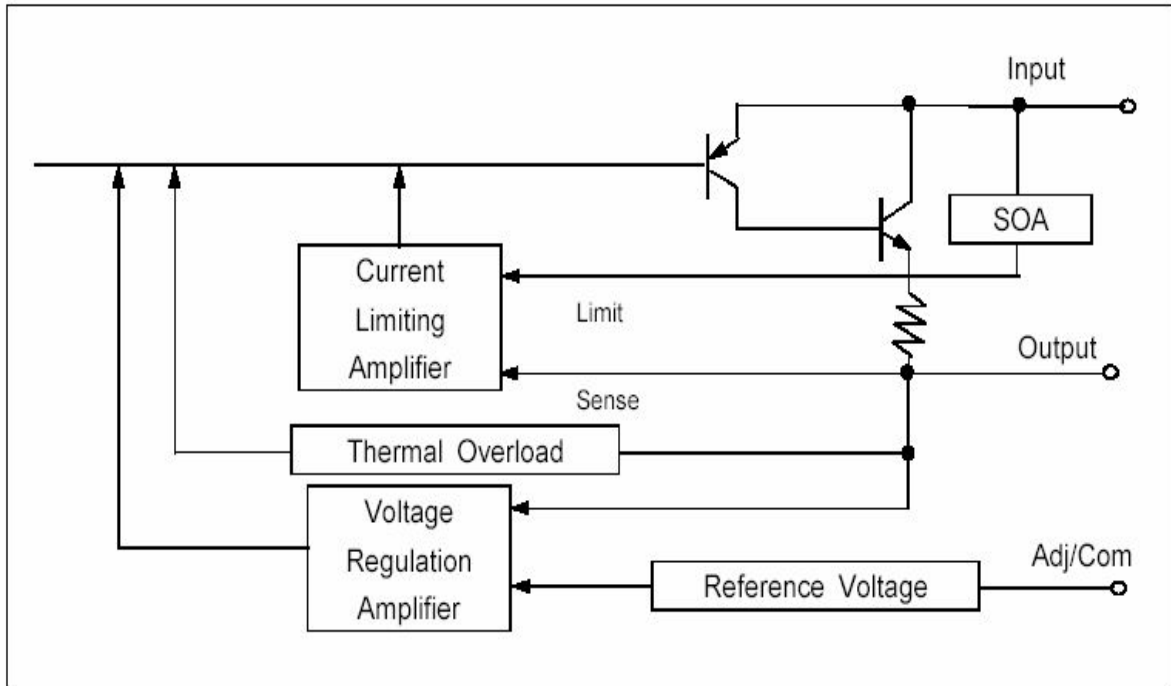 Input
SOA
Current
Limiting
Amplifier
Limit
Output
Sense
Thermal Overload
Voltage
Regulation
Amplifier
Reference Voltage
Adj/Com